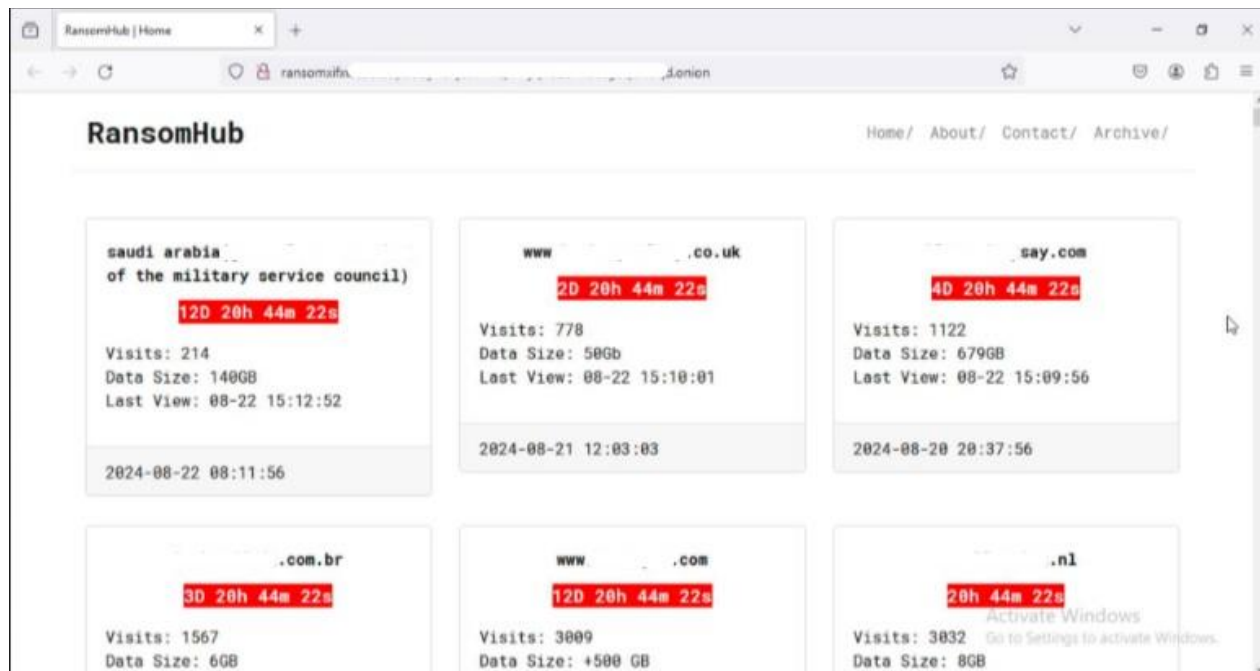 RansomHub | Home
ransomxifn
d.onion
RansomHub
Home/ About/ Contact/ Archive/
saudi arabia
of the military service council)
12D 20h 44m 22s
Visits: 214
Data Size: 140GB
Last View: 08-22 15:12:52
2024-08-22 08:11:56
www .co.uk
2D 20h 44m 22s
Visits: 778
Data Size: 50Gb
Last View: 08-22 15:10:01
2024-08-21 12:03:03
say.com
4D 20h 44m 22s
Visits: 1122
Data Size: 679GB
Last View: 08-22 15:09:56
2024-08-20 20:37:56
.com.br
3D 20h 44m 22s
Visits: 1567
Data Size: 6GB
www .com
12D 20h 44m 22s
Visits: 3009
Data Size: +500 GB
.nl
20h 44m 22s
Visits: 3032
Data Size: 8GB
Activate Windows
Go to Settings to activate Windows.